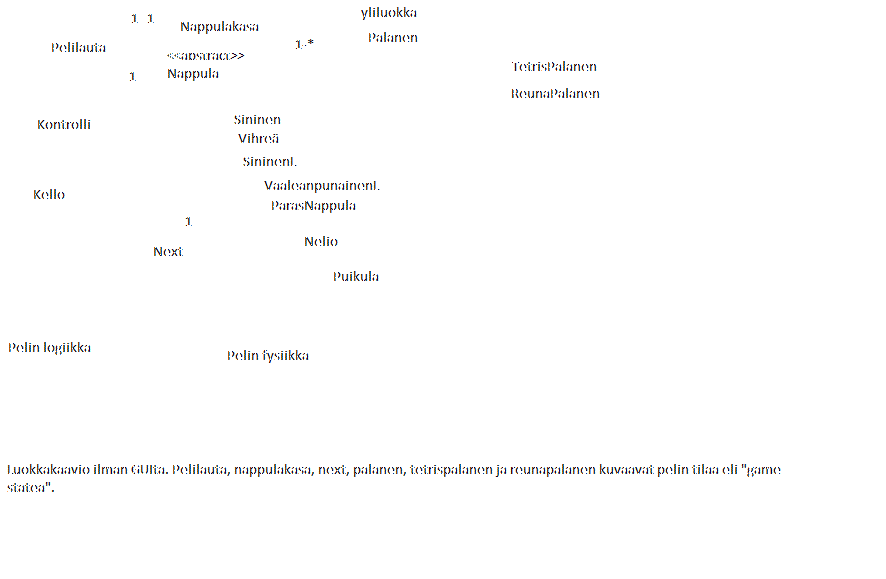 1 1
Nappulakasa
yliluokka
Palanen
1.*
Pelilauta
<<abstract>>
Nappula
1
TetrisPalanen
ReunaPalanen
Kontrolli
Sininen
Vihreä
SininenL
VaaleanpunainenL
ParasNappula
Kello
1
Next
Nelio
Puikula
Pelin logiikka
Pelin fysiikka
Luokkakaavio ilman GUIta. Pelilauta, nappulakasa, next, palanen, tetrispalanen ja reunapalanen kuvaavat pelin tilaa eli "game
statea".